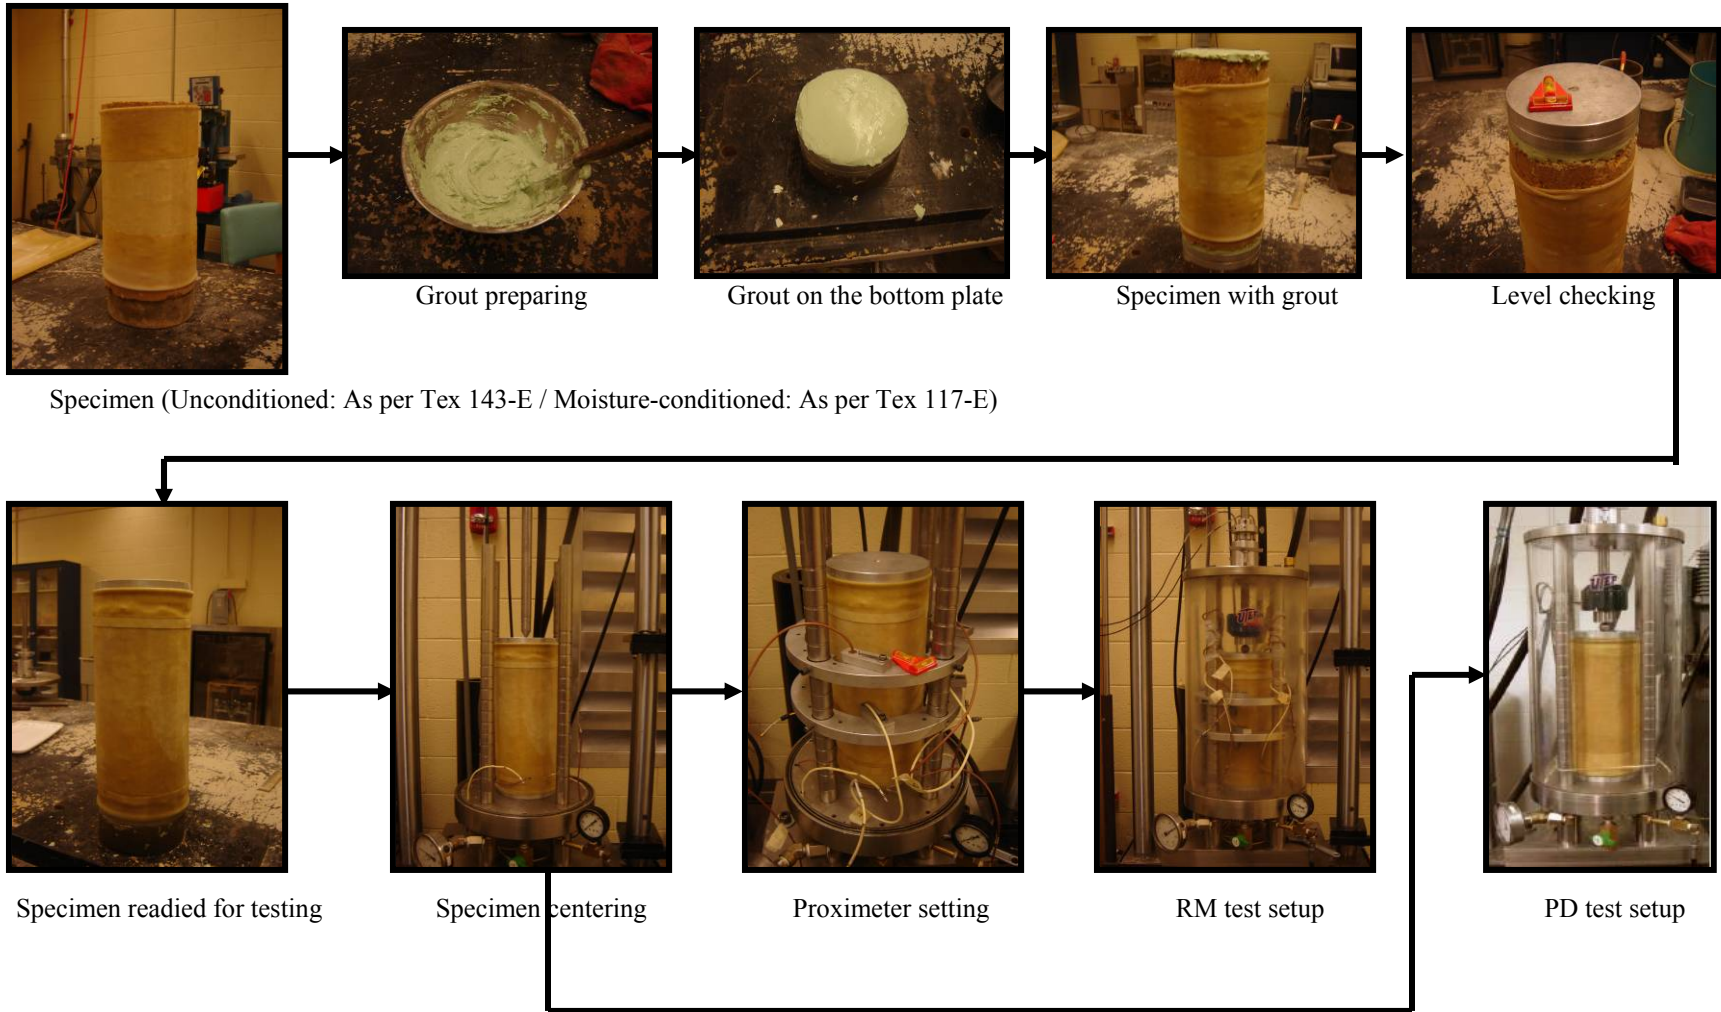 Grout preparing
Grout on the bottom plate
Specimen with grout
Level checking
Specimen (Unconditioned: As per Tex 143-E / Moisture-conditioned: As per Tex 117-E)
Specimen readied for testing
Specimen centering
Proximeter setting
RM test setup
PD test setup